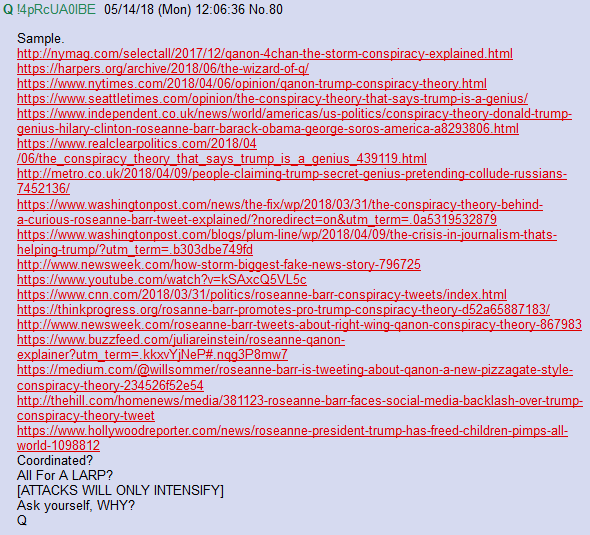 Q !4pRcUA0lBE 05/14/18 (Mon) 12:06:36 No.80
Sample.
http://nymag.com/selectall/2017/12/qanon-4chan-the-storm-conspiracy-explained.html
https://harpers.org/archive/2018/06/the-wizard-of-q/
https://www.nytimes.com/2018/04/06/opinion/qanon-trump-conspiracy-theory.html
https://www.seattletimes.com/opinion/the-conspiracy-theory-that-says-trump-is-a-genius/
https://www.independent.co.uk/news/world/americas/us-politics/conspiracy-theory-donald-trump-
genius-hilary-clinton-roseanne-barr-barack-obama-george-soros-america-a8293806.html
https://www.realclearpolitics.com/2018/04
/06/the_conspiracy_theory_that_says_trump_is_a_genius_439119.html
http://metro.co.uk/2018/04/09/people-claiming-trump-secret-genius-pretending-collude-russians-
7452136/
https://www.washingtonpost.com/news/the-fix/wp/2018/03/31/the-conspiracy-theory-behind-
a-curious-roseanne-barr-tweet-explained/?noredirect=on&utm_term=.0a5319532879
https://www.washingtonpost.com/blogs/plum-line/wp/2018/04/09/the-crisis-in-journalism-thats-
helping-trump/?utm_term=.b303dbe749fd
http://www.newsweek.com/how-storm-biggest-fake-news-story-796725
https://www.youtube.com/watch?v=kSAxcQ5VL5c
https://www.cnn.com/2018/03/31/politics/roseanne-barr-conspiracy-tweets/index.html
https://thinkprogress.org/rosanne-barr-promotes-pro-trump-conspiracy-theory-d52a65887183/
http://www.newsweek.com/roseanne-barr-tweets-about-right-wing-qanon-conspiracy-theory-867983
https://www.buzzfeed.com/juliareinstein/roseanne-qanon-
explainer?utm_term=.kkxvYjNeP#.nqg3P8mw7
https://medium.com/@willsommer/roseanne-barr-is-tweeting-about-qanon-a-new-pizzagate-style-
conspiracy-theory-234526f52e54
http://thehill.com/homenews/media/381123-roseanne-barr-faces-social-media-backlash-over-trump-
conspiracy-theory-tweet
https://www.hollywoodreporter.com/news/roseanne-president-trump-has-freed-children-pimps-all-
world-1098812
Coordinated?
All For A LARP?
[ATTACKS WILL ONLY INTENSIFY]
Ask yourself, WHY?
Q